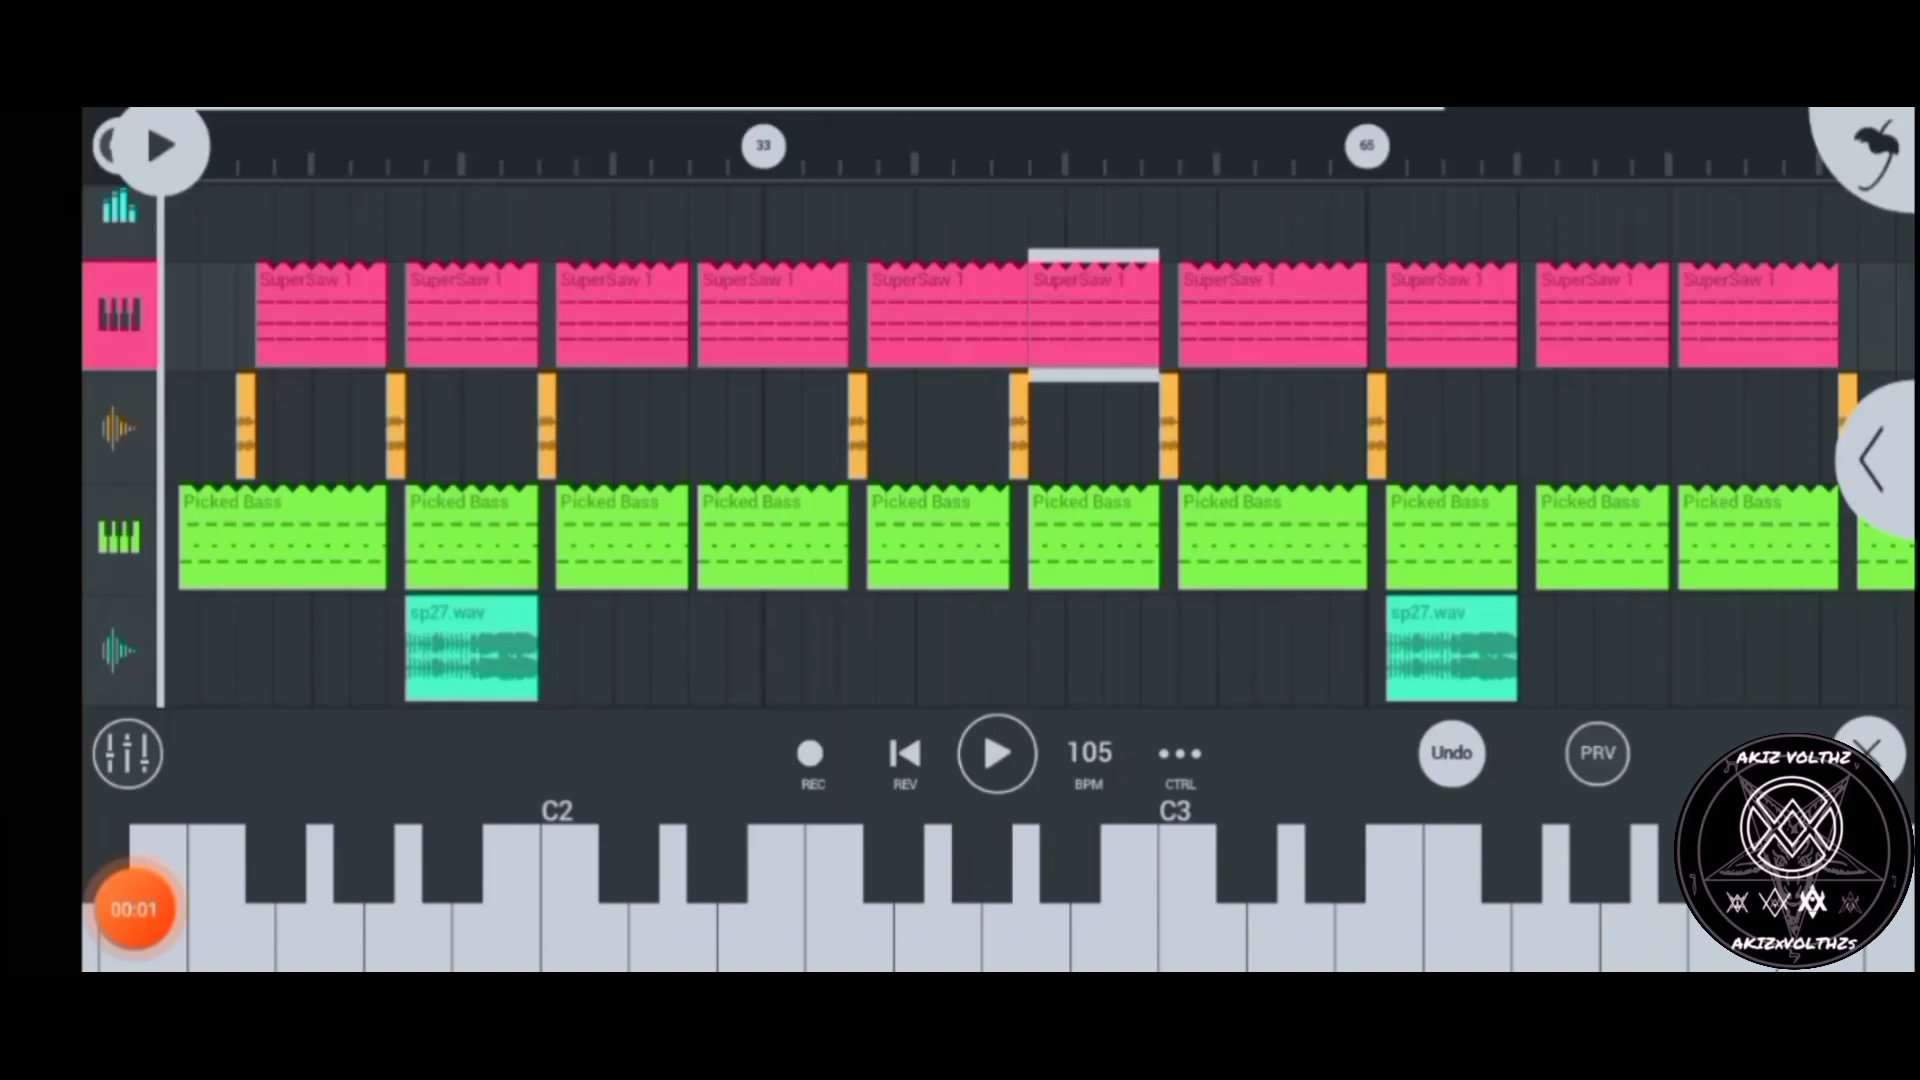 33 65
SuperSaw 1 SuperSaw 1 SuperSaw 1 SuperSaw 1 SuperSaw 1 SuperSaw 1 SuperSaw 1 SuperSaw 1 SuperSaw 1 SuperSaw 1
Picked Bass Picked Bass Picked Bass Picked Bass Picked Bass Picked Bass Picked Bass Picked Bass Picked Bass Picked Bass
sp27.wav sp27.wav
105 Undo PRV
REC REV BPM CTRL
AKIZ VOLTHZ
C2 C3
00:01
AKIZxVOLTHZs